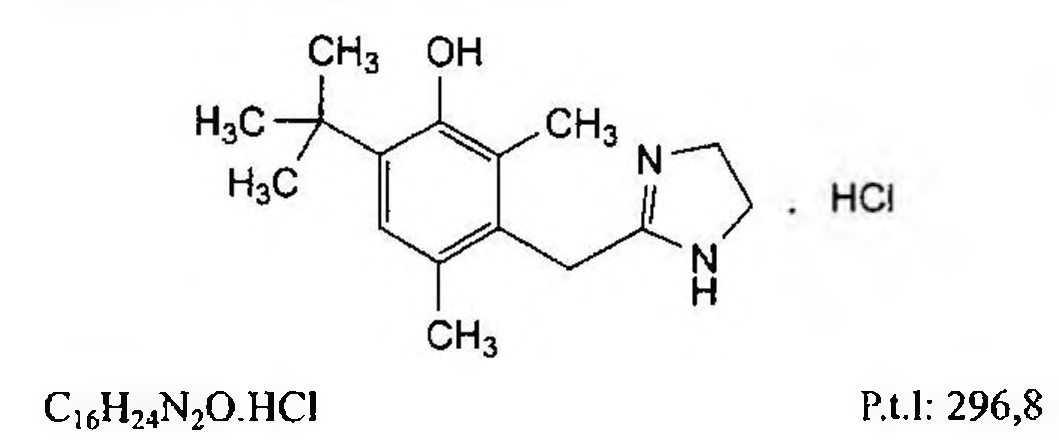 CH₃ OH
H₃C CH₃
H₃C N
. HCl
N
H
CH₃
C₁₆H₂₄N₂O.HCl P.t.l: 296,8